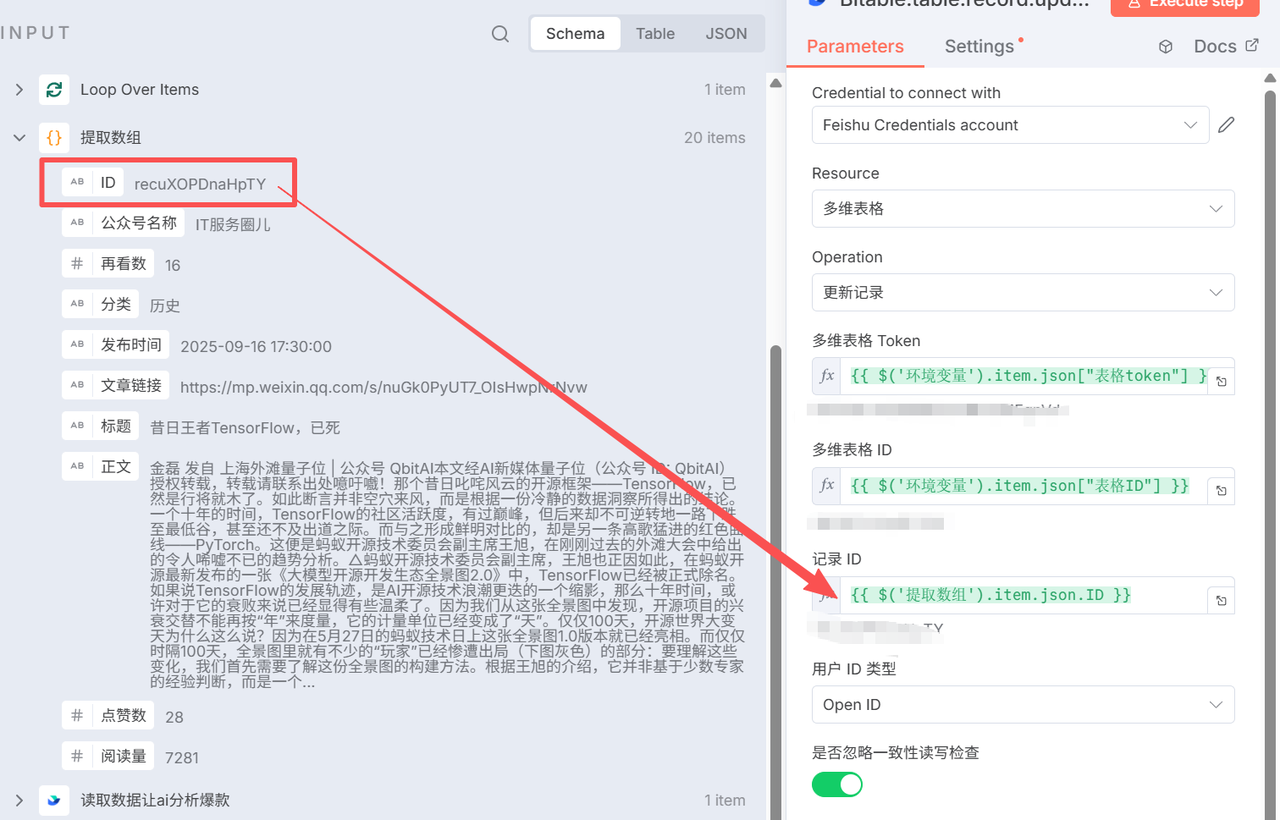 INPUT
Schema
Table
JSON
Loop Over Items
1 item
提取数组
20 items
AB ID recuXOPDnaHpTY
AB 公众号名称 IT服务圈儿
# 再看数 16
AB 分类 历史
AB 发布时间 2025-09-16 17:30:00
AB 文章链接 https://mp.weixin.qq.com/s/nuGk0PyUT7_OIsHwpNrNvw
AB 标题 昔日王者TensorFlow，已死
AB 正文 金磊 发自 上海外滩量子位 | 公众号 QbitAI本文经AI新媒体量子位（公众号 ID: QbitAI）
授权转载，转载请联系出处噫吁嚱！那个昔日叱咤风云的开源框架——TensorFlow，已
然是行将就木了。如此断言并非空穴来风，而是根据一份冷静的数据洞察所得出的结论。
一个十年的时间，TensorFlow的社区活跃度，有过巅峰，但后来却不可逆转地一路下跌
至最低谷，甚至还不及出道之际。而与之形成鲜明对比的，却是另一条高歌猛进的红色曲
线——PyTorch。这便是蚂蚁开源技术委员会副主席王旭，在刚刚过去的外滩大会中给出
的令人唏嘘不已的趋势分析。△蚂蚁开源技术委员会副主席，王旭也正因如此，在蚂蚁开
源最新发布的一张《大模型开源开发生态全景图2.0》中，TensorFlow已经被正式除名。
如果说TensorFlow的发展轨迹，是AI开源技术浪潮更迭的一个缩影，那么十年时间，或
许对于它的衰败来说已经显得有些温柔了。因为我们从这张全景图中发现，开源项目的兴
衰交替不能再按“年”来度量，它的计量单位已经变成了“天”。仅仅100天，开源世界大变
天为什么这么说？因为在5月27日的蚂蚁技术日上这张全景图1.0版本就已经亮相。而仅仅
时隔100天，全景图里就有不少的“玩家”已经惨遭出局（下图灰色）的部分：要理解这些
变化，我们首先需要了解这份全景图的构建方法。根据王旭的介绍，它并非基于少数专家
的经验判断，而是一个...
# 点赞数 28
# 阅读量 7281
读取数据让ai分析爆款
1 item
Bitable:table:record:upd...
Execute step
Parameters
Settings
Docs
Credential to connect with
Feishu Credentials account
Resource
多维表格
Operation
更新记录
多维表格 Token
fx {{ $('环境变量').item.json["表格token"] }
多维表格 ID
fx {{ $('环境变量').item.json["表格ID"] }}
记录 ID
fx {{ $('提取数组').item.json.ID }}
TY
用户 ID 类型
Open ID
是否忽略一致性读写检查